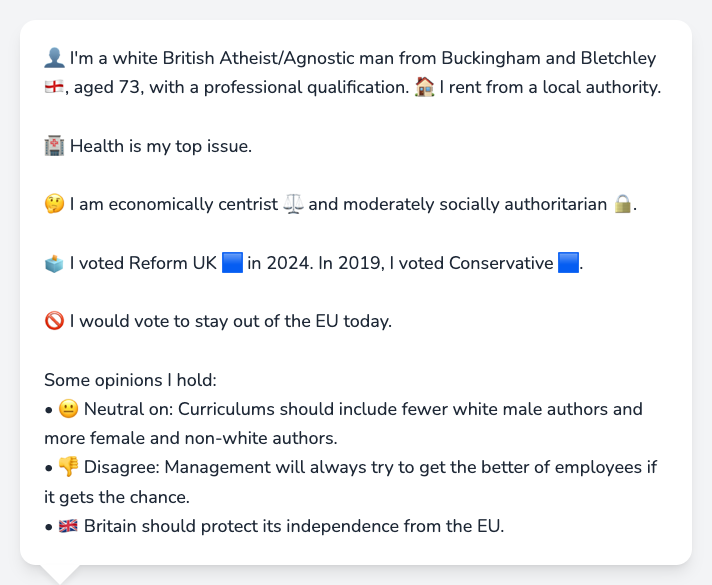 👤 I'm a white British Atheist/Agnostic man from Buckingham and Bletchley
🏴󠁧󠁢󠁥󠁮󠁧󠁿, aged 73, with a professional qualification. 🏠 I rent from a local authority.
🏥 Health is my top issue.
🤔 I am economically centrist ⚖️ and moderately socially authoritarian 🔒.
🗳️ I voted Reform UK 🟦 in 2024. In 2019, I voted Conservative 🟦.
🚫 I would vote to stay out of the EU today.
Some opinions I hold:
• 😐 Neutral on: Curriculums should include fewer white male authors and
more female and non-white authors.
• 👎 Disagree: Management will always try to get the better of employees if
it gets the chance.
• 🇬🇧 Britain should protect its independence from the EU.